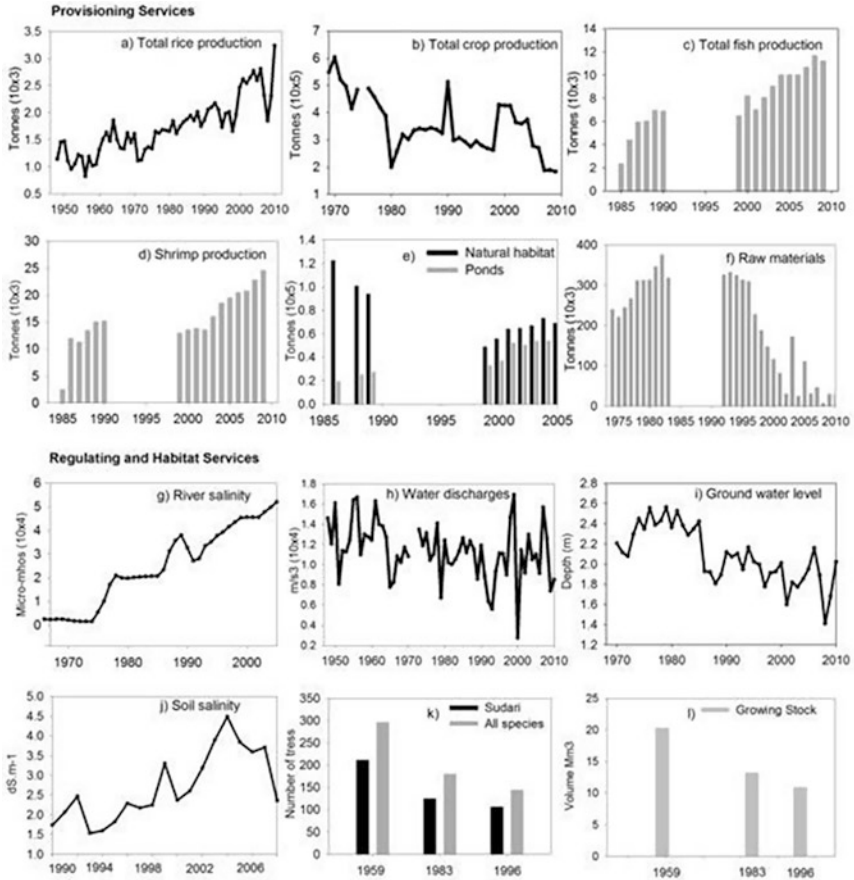 Provisioning Services
a) Total rice production
Tonnes (10x3)
3.5
3.0
2.5
2.0
1.5
1.0
0.5
1950 1960 1970 1980 1990 2000 2010
b) Total crop production
Tonnes (10x5)
7
6
5
4
3
2
1
1970 1980 1990 2000 2010
c) Total fish production
Tonnes (10x3)
14
12
10
8
6
4
2
0
1985 1990 1995 2000 2005 2010
d) Shrimp production
Tonnes (10x3)
30
25
20
15
10
5
0
1985 1990 1995 2000 2005 2010
e)
Natural habitat
Ponds
Tonnes (10x5)
1.4
1.2
1.0
0.8
0.6
0.4
0.2
0.0
1985 1990 1995 2000 2005
f) Raw materials
Tonnes (10x3)
400
300
200
100
0
1975 1980 1985 1990 1995 2000 2005 2010
Regulating and Habitat Services
g) River salinity
Micro-mhos (10x4)
6
5
4
3
2
1
0
1970 1980 1990 2000
h) Water discharges
m/s3 (10x4)
1.8
1.6
1.4
1.2
1.0
0.8
0.6
0.4
0.2
1950 1960 1970 1980 1990 2000 2010
i) Ground water level
Depth (m)
2.8
2.6
2.4
2.2
2.0
1.8
1.6
1.4
1.2
1970 1980 1990 2000 2010
j) Soil salinity
dS.m-1
5.0
4.5
4.0
3.5
3.0
2.5
2.0
1.5
1.0
1990 1994 1998 2002 2006
k)
Sudari
All species
Number of tress
350
300
250
200
150
100
50
0
1959 1983 1996
l)
Growing Stock
Volume Mm3
25
20
15
10
5
0
1959 1983 1996